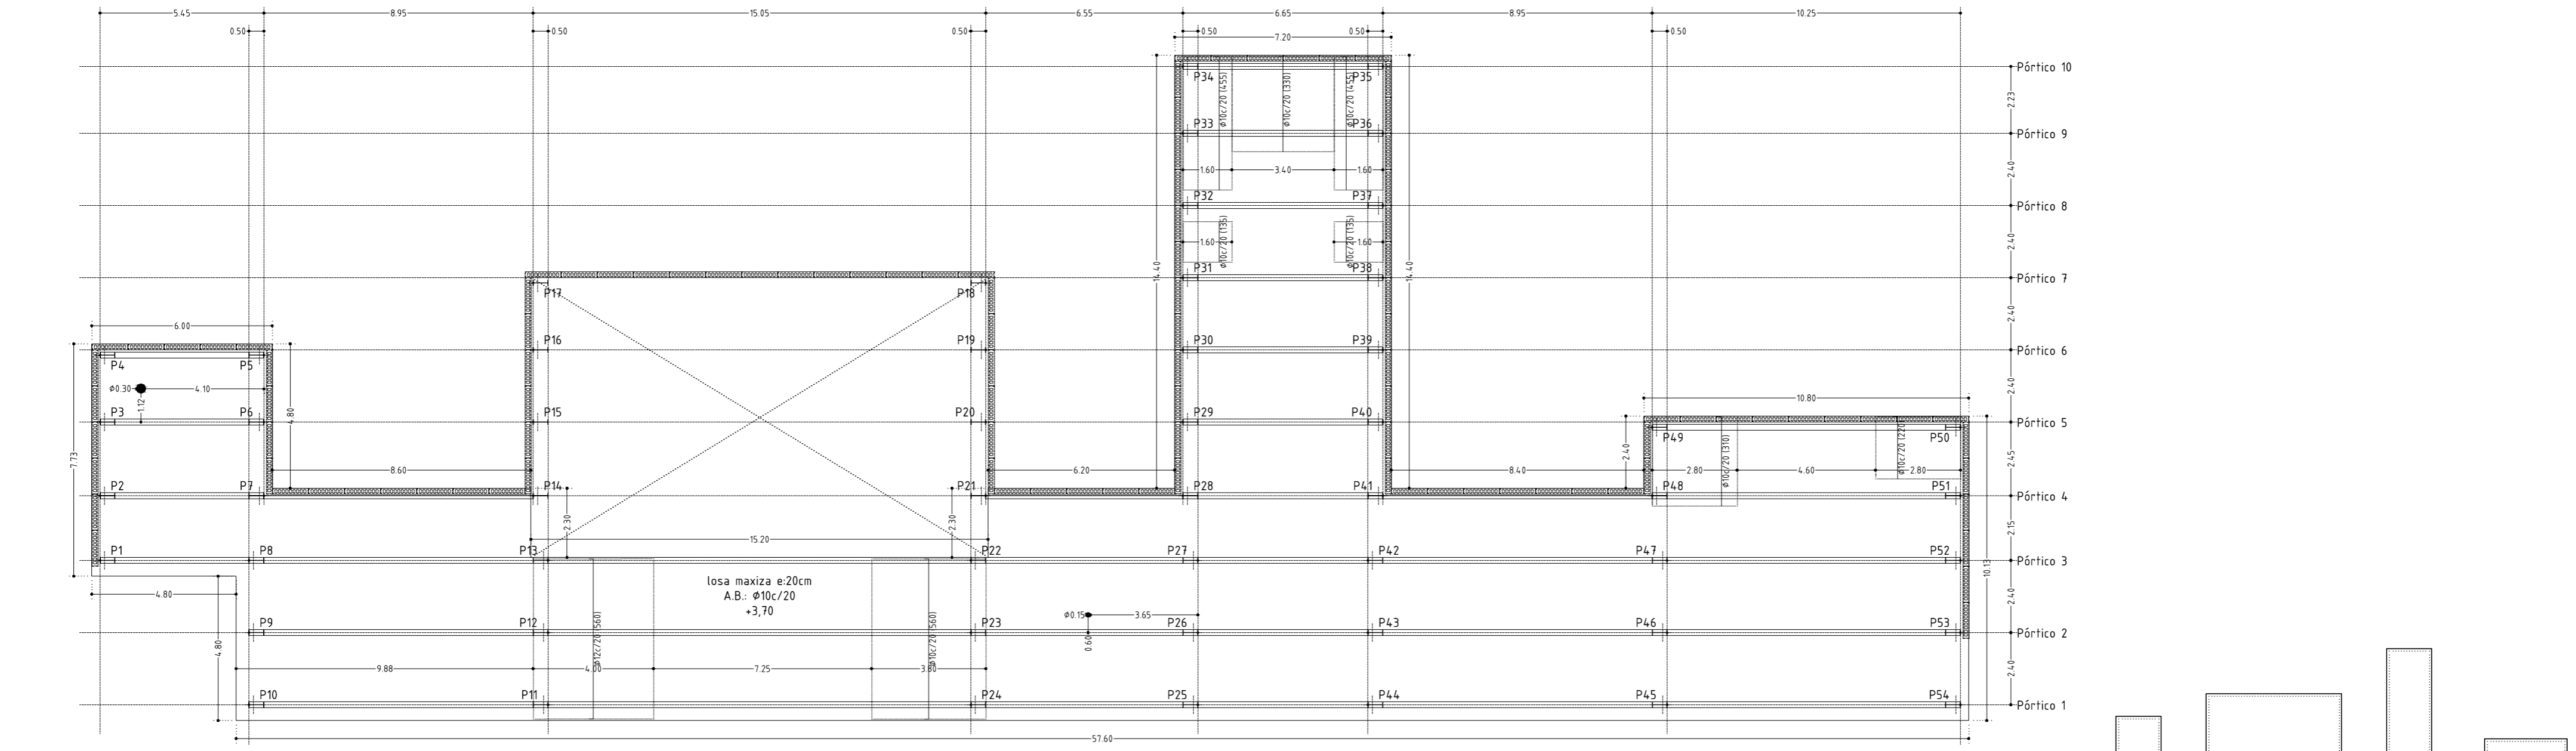 5.45 8.95 15.05 6.55 6.65 8.95 10.25
0.50 0.50 0.50 0.50 0.50 0.50
7.20
P34 P35 Pórtico 10
Ø10c/20 (455) Ø10c/20 (330) Ø10c/20 (455)
2.23
P33 P36 Pórtico 9
1.60 3.40 1.60
2.40
P32 P37 Pórtico 8
Ø10c/20 (135) Ø10c/20 (135)
1.60 1.60
2.40
14.40 14.40
P31 P38 Pórtico 7
P17 P18
2.40
6.00
P16 P19 P30 P39 Pórtico 6
P4 P5
Ø0.30 4.10
1.12
2.40
10.80
P3 P6 P15 P20 P29 P40 Pórtico 5
4.80
P49 P50
Ø10c/20 (310) Ø10c/20 (220)
7.73
2.40
2.45
8.60 6.20 8.40 2.80 4.60 2.80
P2 P7 P14 P21 P28 P41 P48 P51 Pórtico 4
2.30 2.30
2.15
15.20
P1 P8 P13 P22 P27 P42 P47 P52 Pórtico 3
10.13
losa maxiza e:20cm
A.B.: Ø10c/20
+3,70
4.80
2.40
Ø0.15 3.65
0.60
P9 P12 P23 P26 P43 P46 P53 Pórtico 2
Ø12c/20 (560) Ø10c/20 (560)
4.80
9.88 4.00 7.25 3.80
2.40
P10 P11 P24 P25 P44 P45 P54 Pórtico 1
57.60